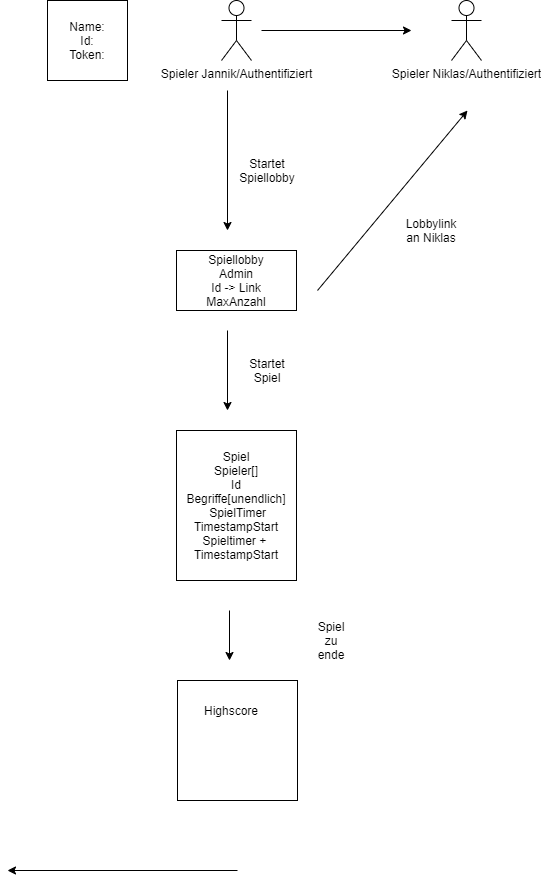 Name:
Id:
Token:
Spieler Jannik/Authentifiziert
Spieler Niklas/Authentifiziert
Startet
Spiellobby
Lobbylink
an Niklas
Spiellobby
Admin
Id -> Link
MaxAnzahl
Startet
Spiel
Spiel
Spieler[]
Id
Begriffe[unendlich]
SpielTimer
TimestampStart
Spieltimer +
TimestampStart
Spiel
zu
ende
Highscore